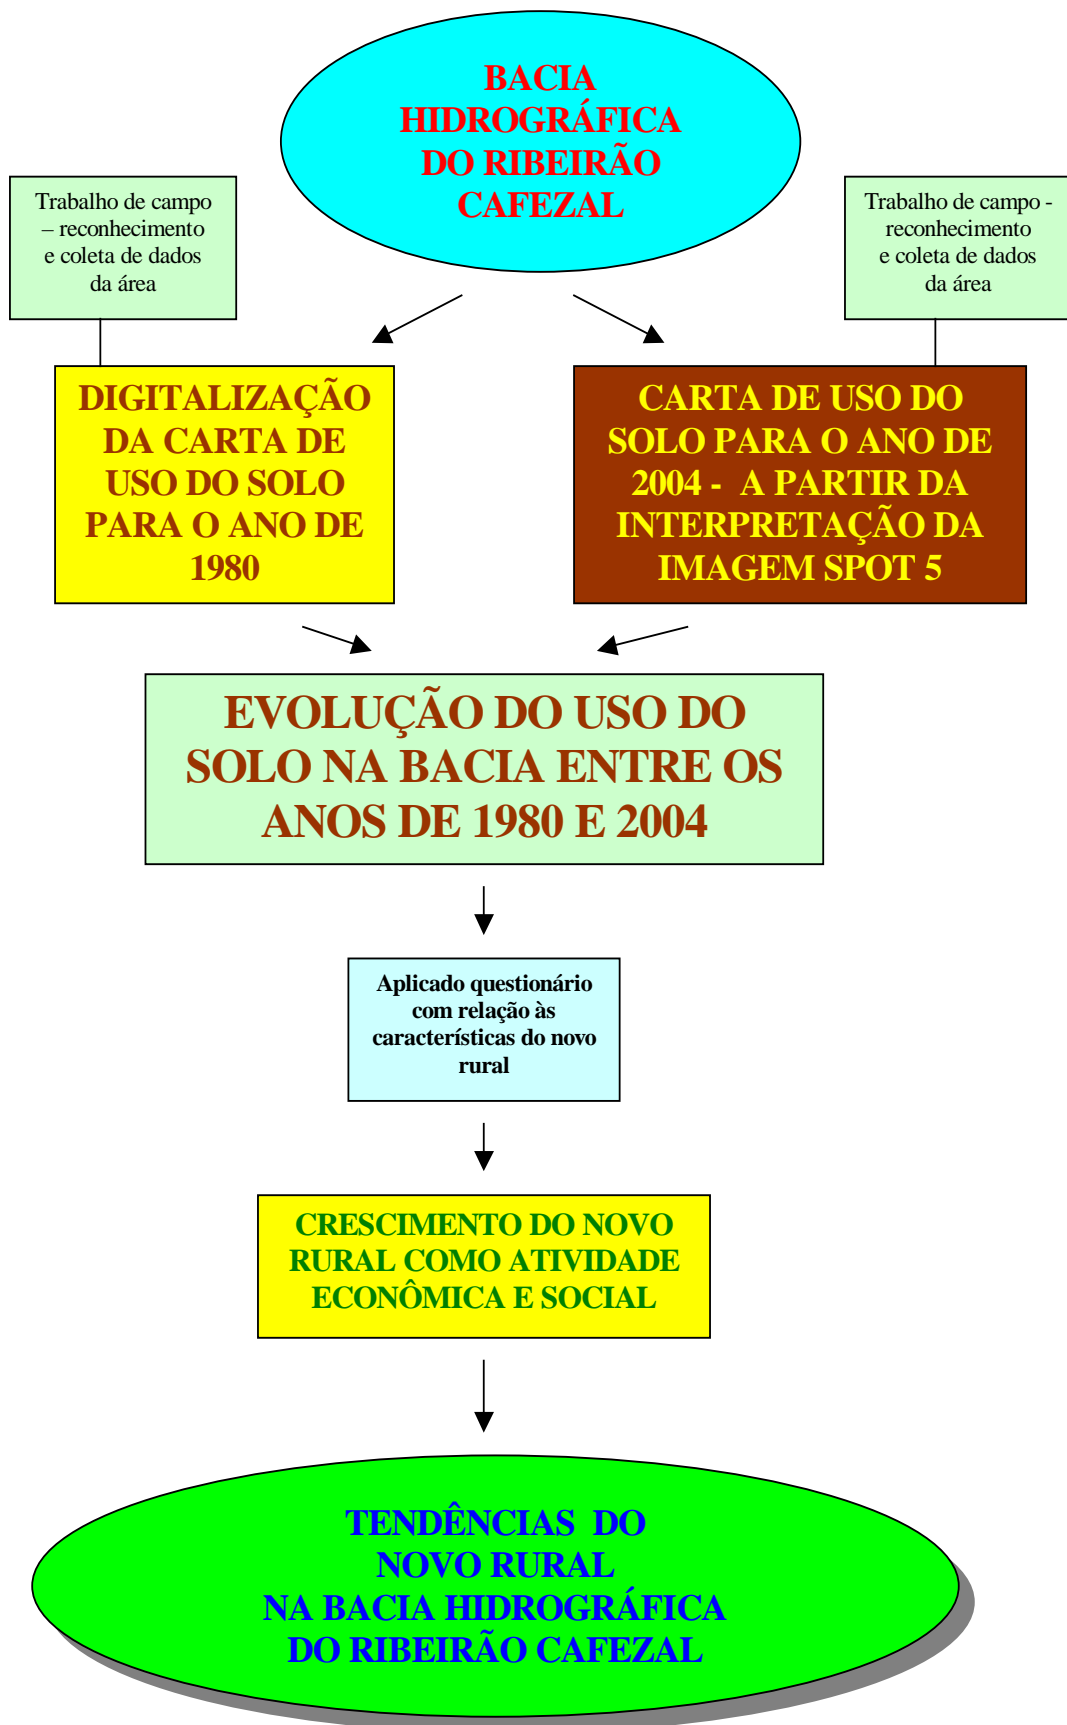 BACIA
HIDROGRÁFICA
DO RIBEIRÃO
CAFEZAL
Trabalho de campo
– reconhecimento
e coleta de dados
da área
Trabalho de campo -
reconhecimento
e coleta de dados
da área
DIGITALIZAÇÃO
DA CARTA DE
USO DO SOLO
PARA O ANO DE
1980
CARTA DE USO DO
SOLO PARA O ANO DE
2004 - A PARTIR DA
INTERPRETAÇÃO DA
IMAGEM SPOT 5
EVOLUÇÃO DO USO DO
SOLO NA BACIA ENTRE OS
ANOS DE 1980 E 2004
Aplicado questionário
com relação às
características do novo
rural
CRESCIMENTO DO NOVO
RURAL COMO ATIVIDADE
ECONÔMICA E SOCIAL
TENDÊNCIAS DO
NOVO RURAL
NA BACIA HIDROGRÁFICA
DO RIBEIRÃO CAFEZAL